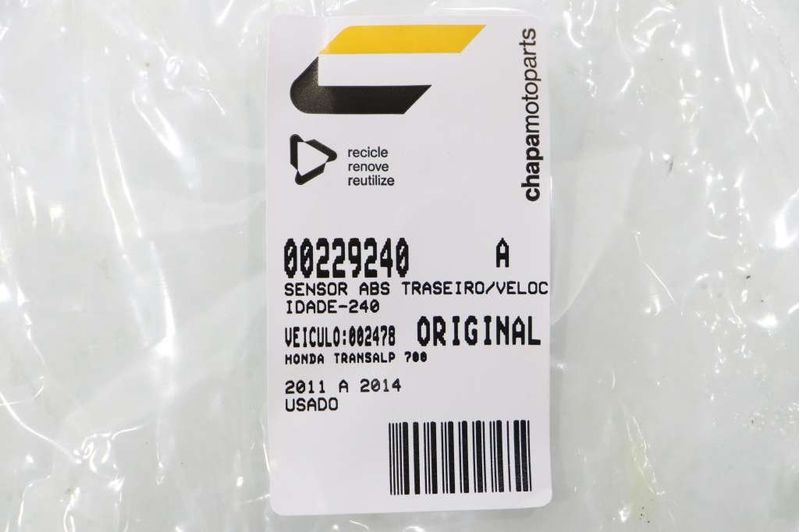 chapamotoparts
recicle
renove
reutilize
00229240 A
SENSOR ABS TRASEIRO/VELOC
IDADE-240
VEICULO:002478 ORIGINAL
HONDA TRANSALP 700
2011 A 2014
USADO